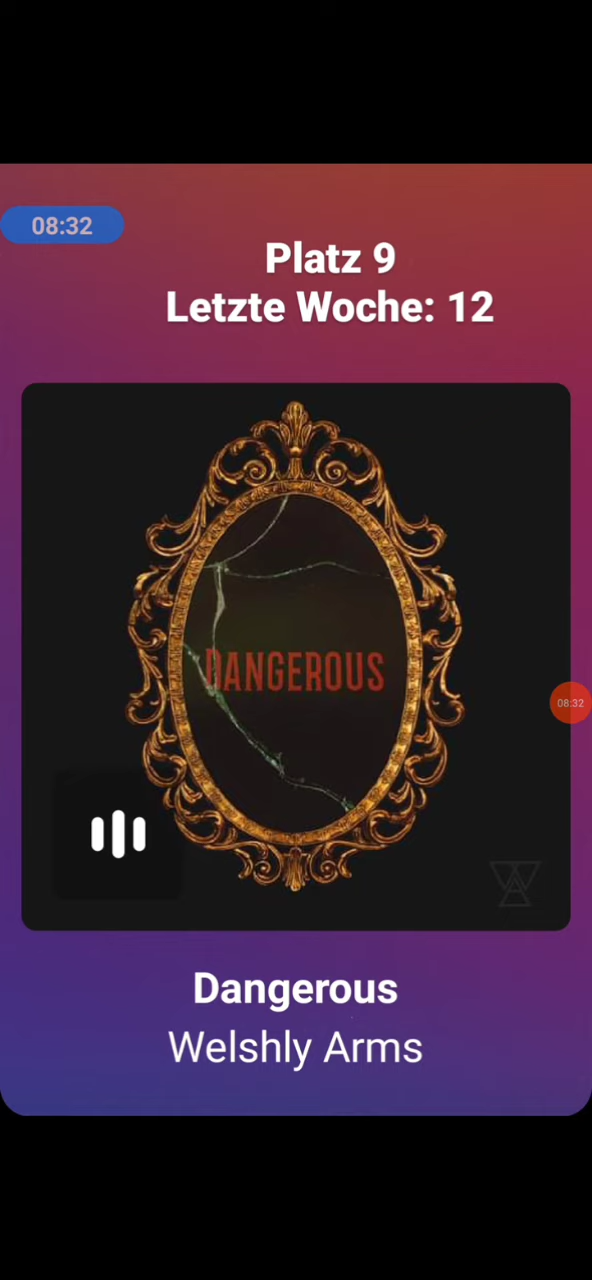 08:32
Platz 9
Letzte Woche: 12
DANGEROUS
08:32
Dangerous
Welshly Arms